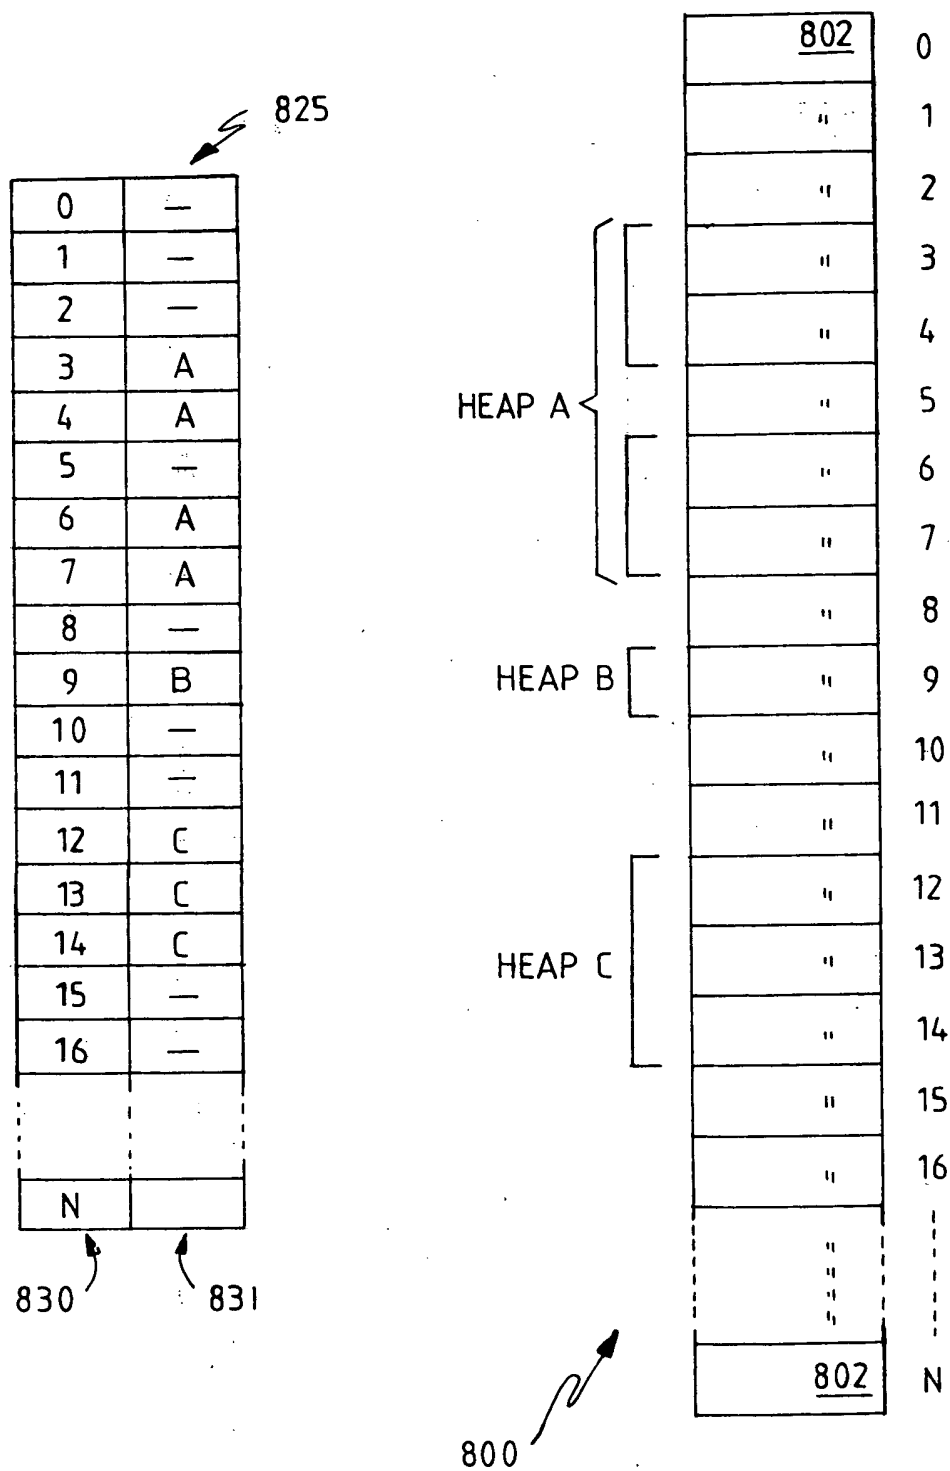 825
0 —
1 —
2 —
3 A
4 A
5 —
6 A
7 A
8 —
9 B
10 —
11 —
12 C
13 C
14 C
15 —
16 —
N
830
831
802 0
" 1
" 2
" 3
" 4
HEAP A
" 5
" 6
" 7
" 8
HEAP B
" 9
" 10
" 11
" 12
HEAP C
" 13
" 14
" 15
" 16
"
"
"
"
802 N
800